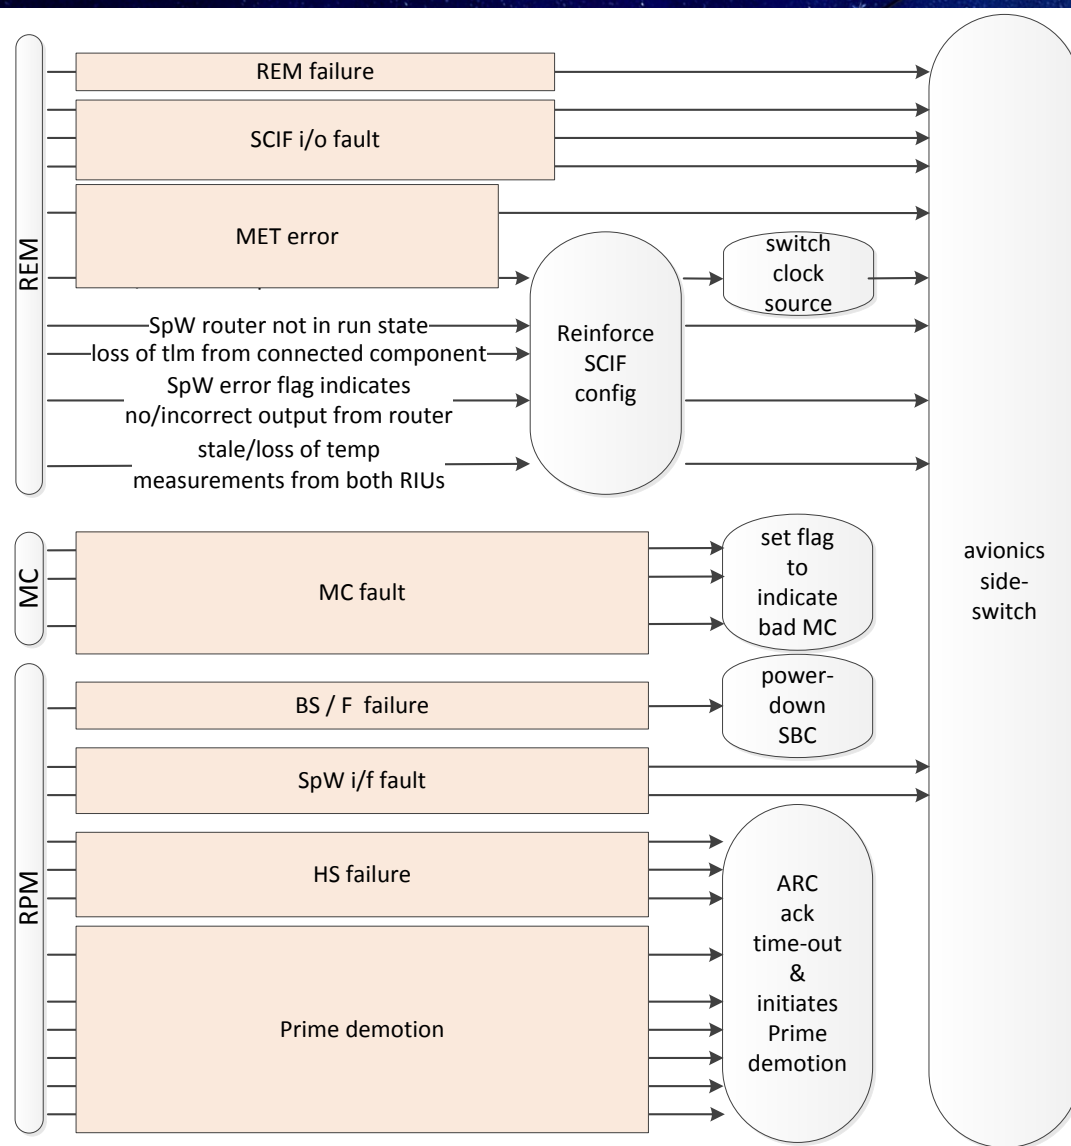 REM
REM failure
SCIF i/o fault
MET error
SpW router not in run state
loss of tlm from connected component
SpW error flag indicates
no/incorrect output from router
stale/loss of temp
measurements from both RIUs
Reinforce
SCIF
config
switch
clock
source
avionics
side-
switch
MC
MC fault
set flag
to
indicate
bad MC
RPM
BS / F  failure
power-
down
SBC
SpW i/f fault
HS failure
Prime demotion
ARC
ack
time-out
&
initiates
Prime
demotion